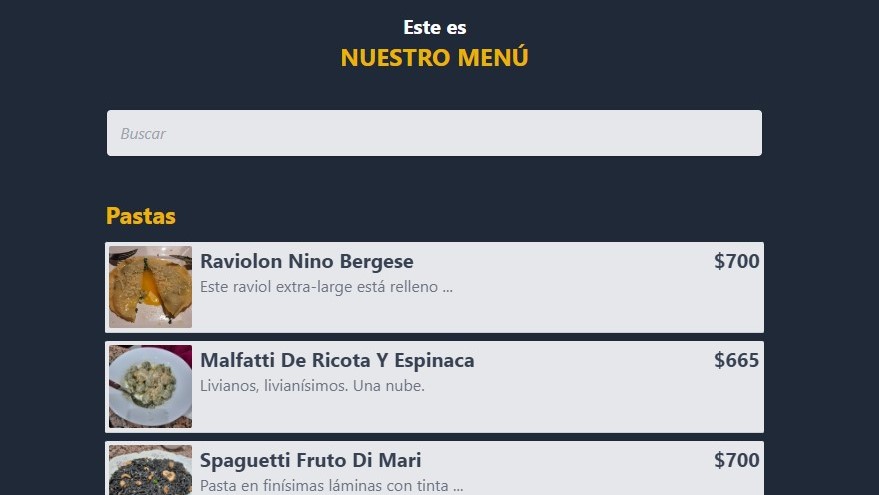 Este es
NUESTRO MENÚ
Buscar
Pastas
Raviolon Nino Bergese $700
Este raviol extra-large está relleno ...
Malfatti De Ricota Y Espinaca $665
Livianos, livianísimos. Una nube.
Spaguetti Fruto Di Mari $700
Pasta en finísimas láminas con tinta ...